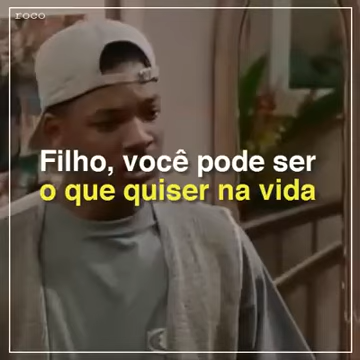 roco
Filho, você pode ser
o que quiser na vida